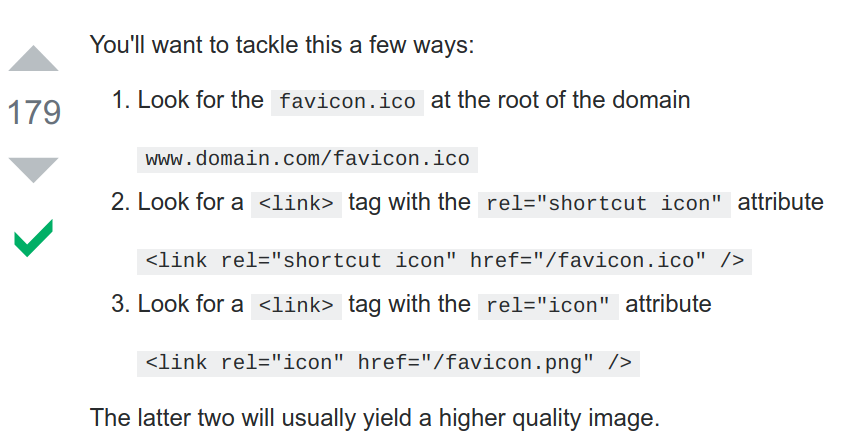 You'll want to tackle this a few ways:
179
1. Look for the favicon.ico at the root of the domain
www.domain.com/favicon.ico
2. Look for a <link> tag with the rel="shortcut icon" attribute
<link rel="shortcut icon" href="/favicon.ico" />
3. Look for a <link> tag with the rel="icon" attribute
<link rel="icon" href="/favicon.png" />
The latter two will usually yield a higher quality image.